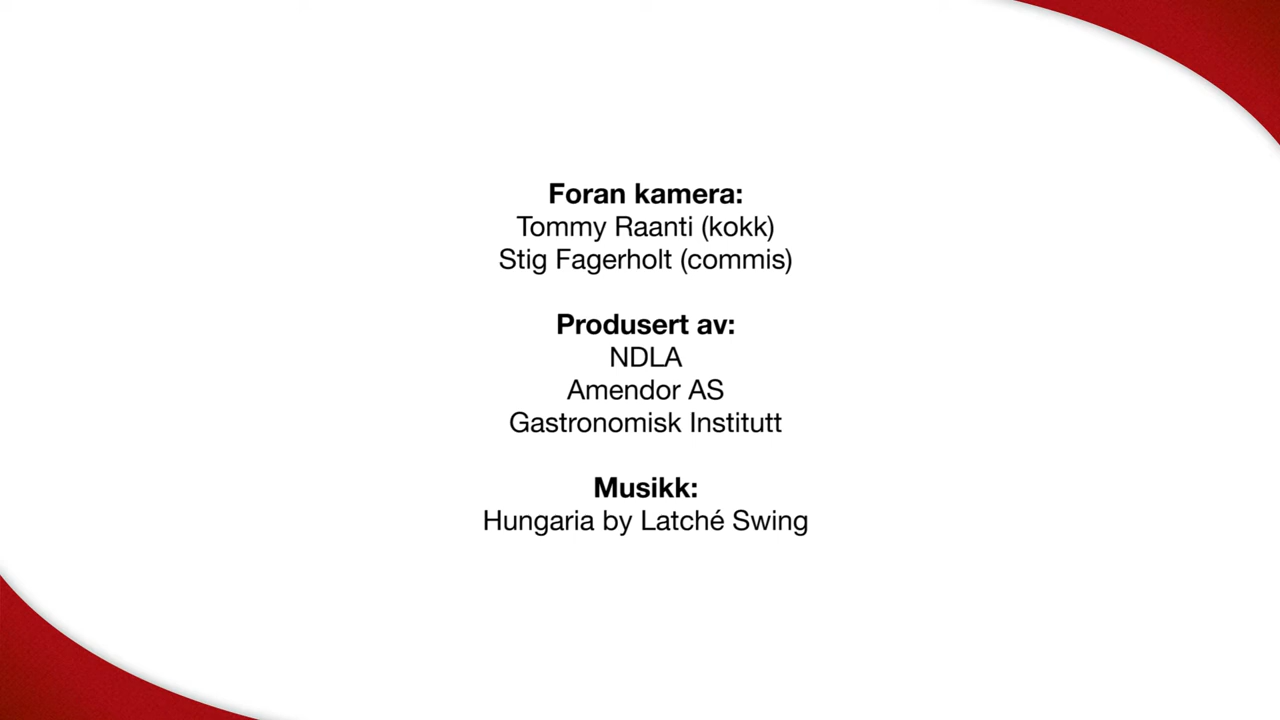 Foran kamera:
Tommy Raanti (kokk)
Stig Fagerholt (commis)
Produsert av:
NDLA
Amendor AS
Gastronomisk Institutt
Musikk:
Hungaria by Latché Swing